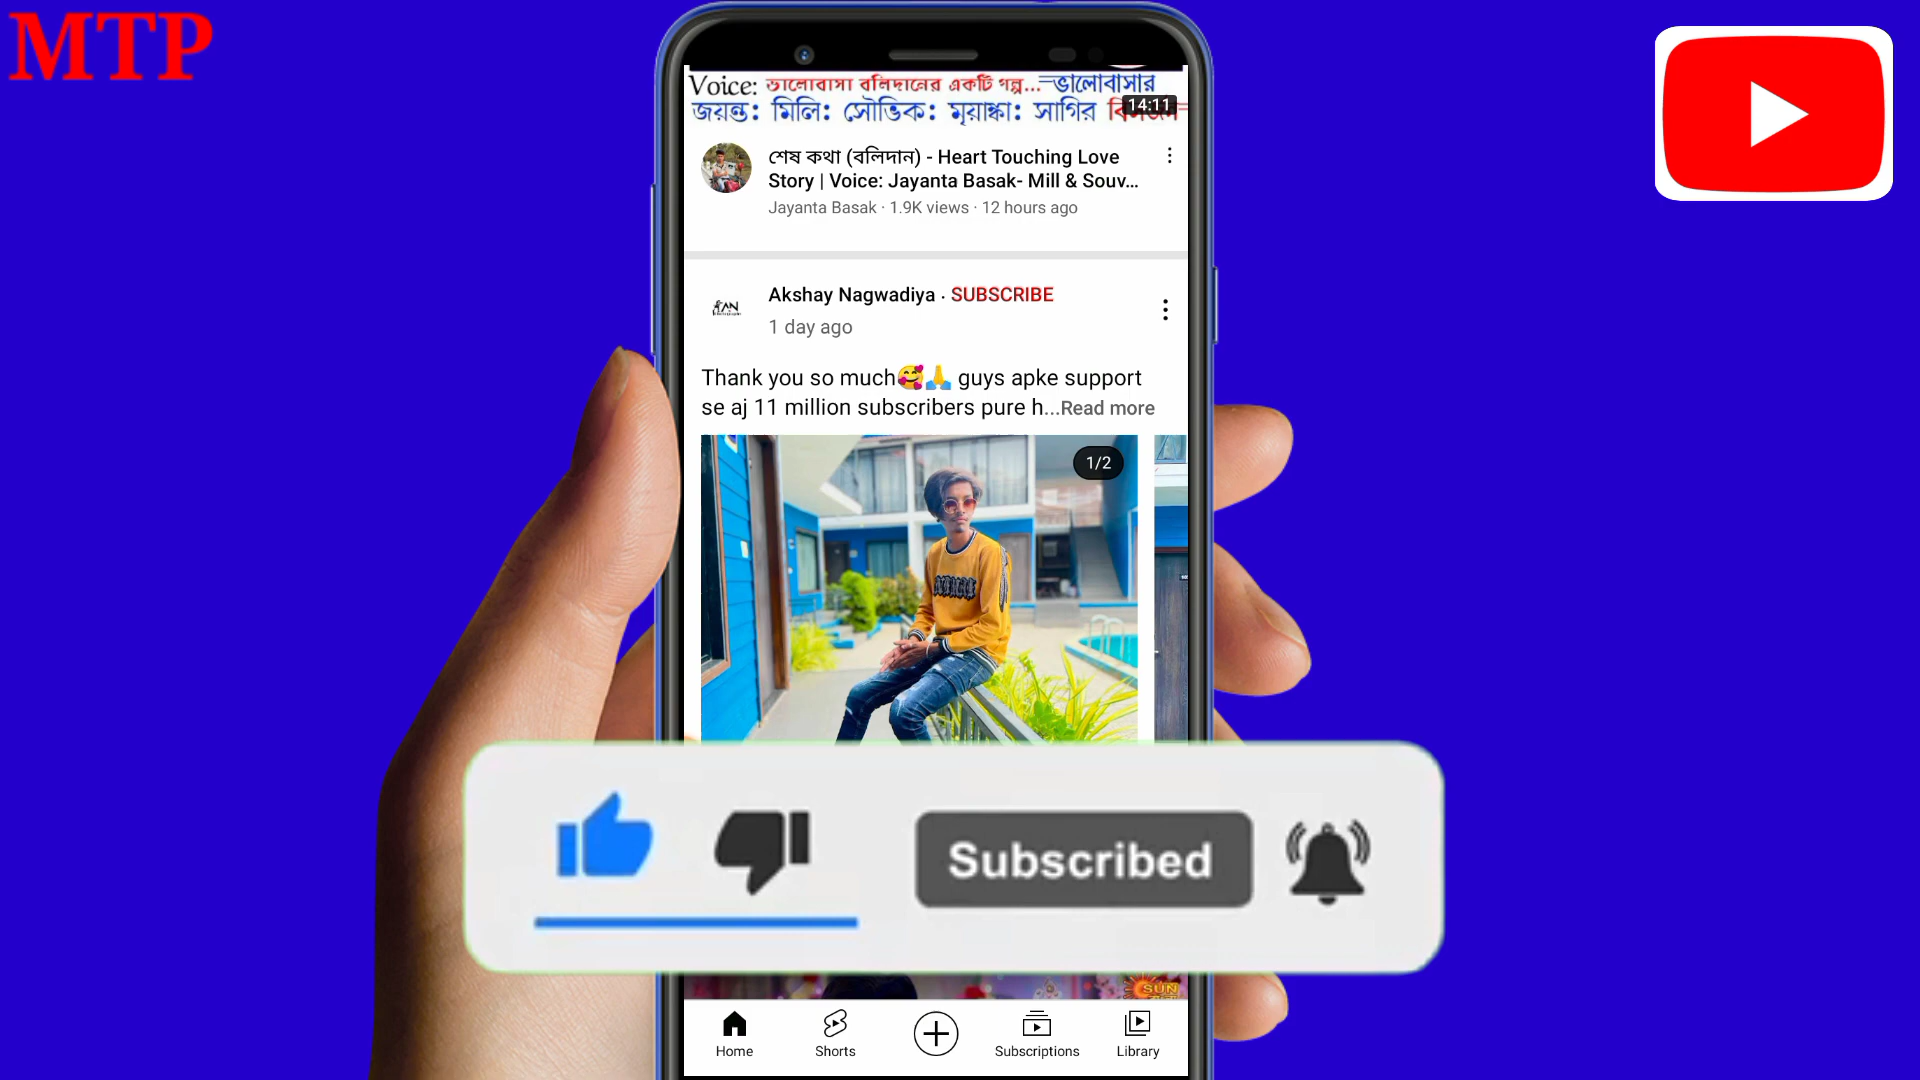 MTP
Voice: ভালোবাসা বলিদানের একটি গল্প...
ভালোবাসার
জয়ন্ত: মিলি: সৌভিক: মৃয়াঙ্কা: সাগির
14:11
শেষ কথা (বলিদান) - Heart Touching Love
Story | Voice: Jayanta Basak- Mill & Souv...
Jayanta Basak · 1.9K views · 12 hours ago
Akshay Nagwadiya · SUBSCRIBE
1 day ago
Thank you so much🥰🙏 guys apke support
se aj 11 million subscribers pure h...Read more
1/2
Subscribed
SUN
Home
Shorts
Subscriptions
Library